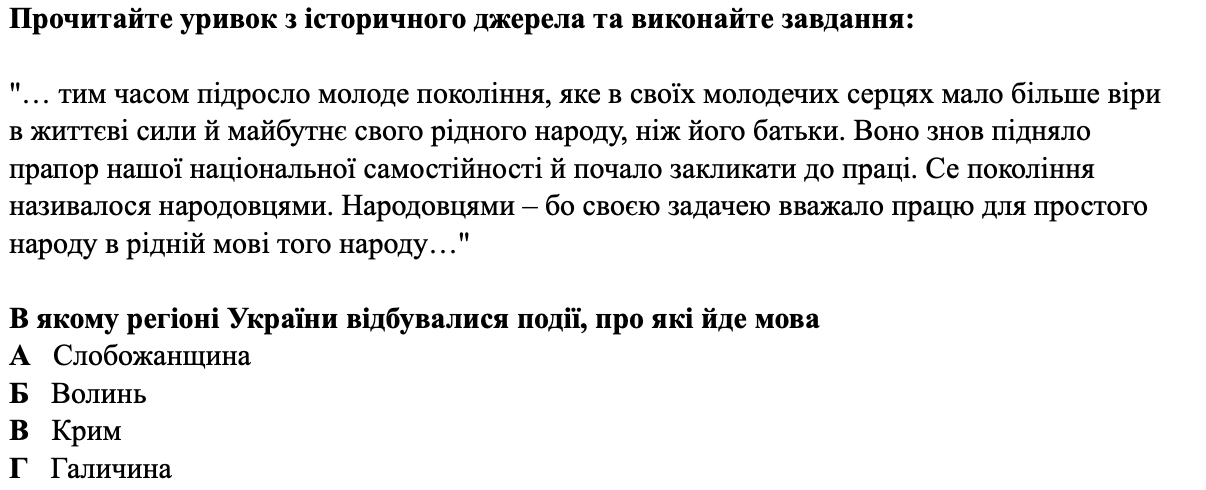 Прочитайте уривок з історичного джерела та виконайте завдання:
"… тим часом підросло молоде покоління, яке в своїх молодечих серцях мало більше віри
в життєві сили й майбутнє свого рідного народу, ніж його батьки. Воно знов підняло
прапор нашої національної самостійності й почало закликати до праці. Се покоління
називалося народовцями. Народовцями – бо своєю задачею вважало працю для простого
народу в рідній мові того народу…"
В якому регіоні України відбувалися події, про які йде мова
А Слобожанщина
Б Волинь
В Крим
Г Галичина